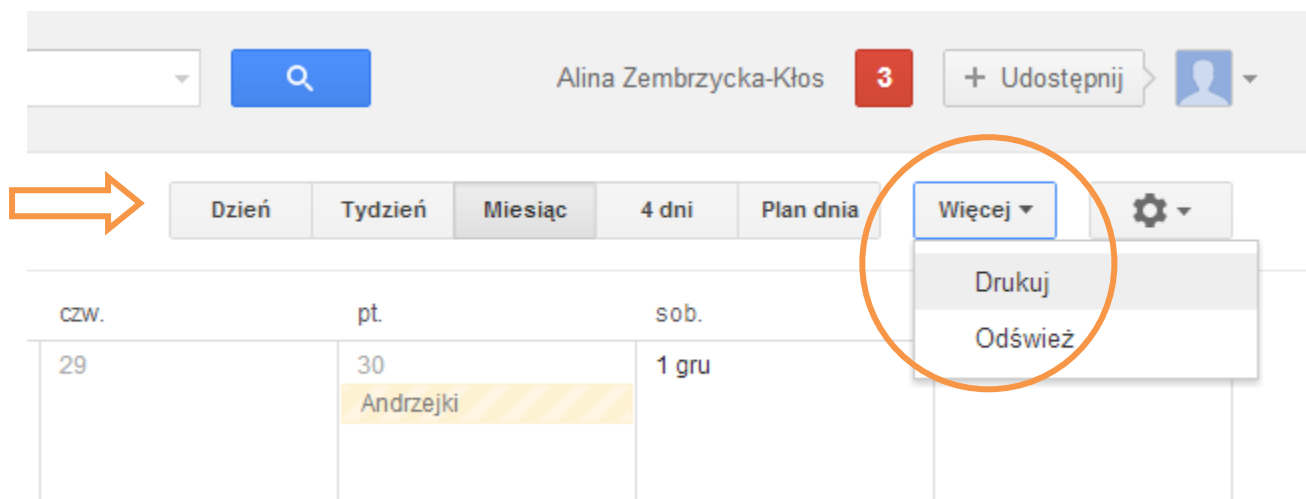 Alina Zembrzycka-Kłos 3 + Udostępnij
Dzień Tydzień Miesiąc 4 dni Plan dnia Więcej
Drukuj
Odśwież
czw. pt. sob.
29 30 1 gru
Andrzejki